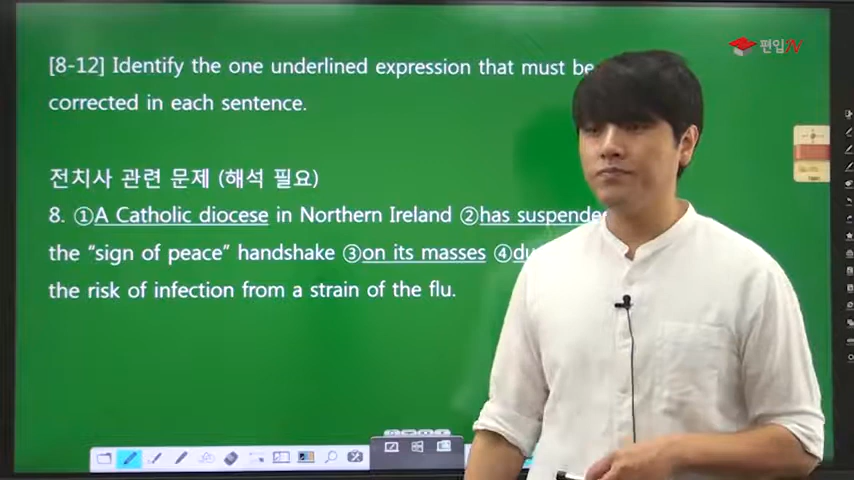 편입TV
[8-12] Identify the one underlined expression that must be
corrected in each sentence.
전치사 관련 문제 (해석 필요)
8. ①A Catholic diocese in Northern Ireland ②has
the “sign of peace” handshake ③on its masses ④
the risk of infection from a strain of the flu.